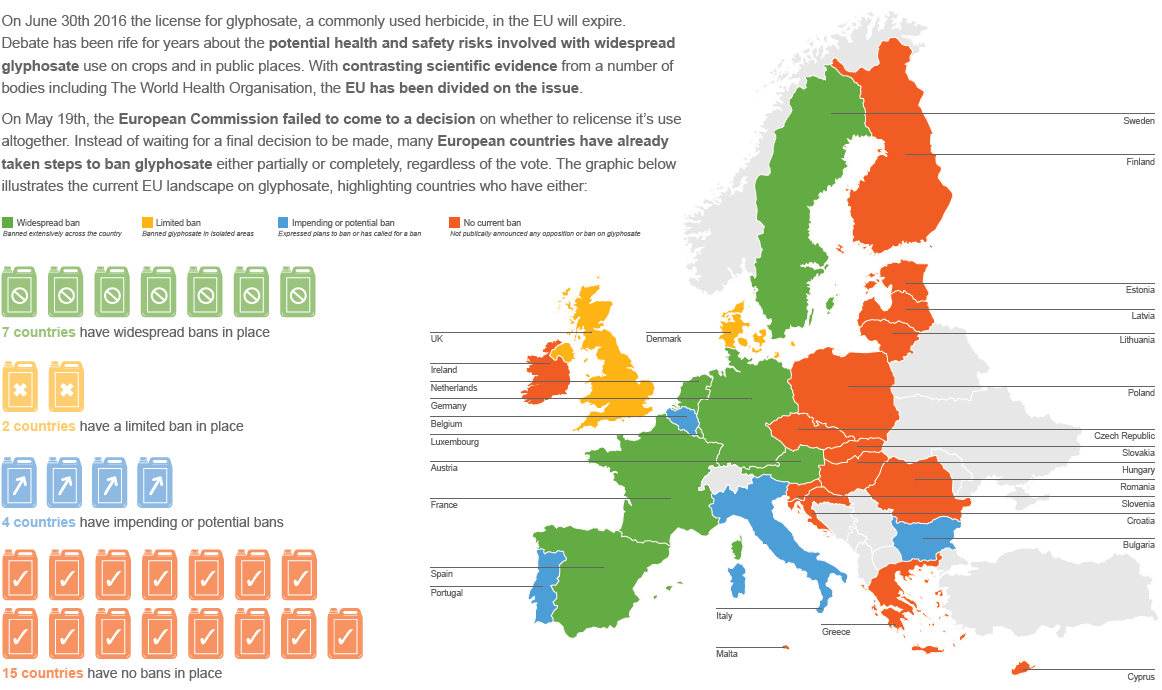 On June 30th 2016 the license for glyphosate, a commonly used herbicide, in the EU will expire.
Debate has been rife for years about the potential health and safety risks involved with widespread
glyphosate use on crops and in public places. With contrasting scientific evidence from a number of
bodies including The World Health Organisation, the EU has been divided on the issue.
On May 19th, the European Commission failed to come to a decision on whether to relicense it's use
altogether. Instead of waiting for a final decision to be made, many European countries have already
taken steps to ban glyphosate either partially or completely, regardless of the vote. The graphic below
illustrates the current EU landscape on glyphosate, highlighting countries who have either:
Widespread ban
Banned extensively across the country
Limited ban
Banned glyphosate in isolated areas
Impending or potential ban
Expressed plans to ban or has called for a ban
No current ban
Not publically announced any opposition or ban on glyphosate
7 countries have widespread bans in place
2 countries have a limited ban in place
4 countries have impending or potential bans
15 countries have no bans in place
UK
Denmark
Ireland
Netherlands
Germany
Belgium
Luxembourg
Austria
France
Spain
Portugal
Italy
Greece
Malta
Sweden
Finland
Estonia
Latvia
Lithuania
Poland
Czech Republic
Slovakia
Hungary
Romania
Slovenia
Croatia
Bulgaria
Cyprus